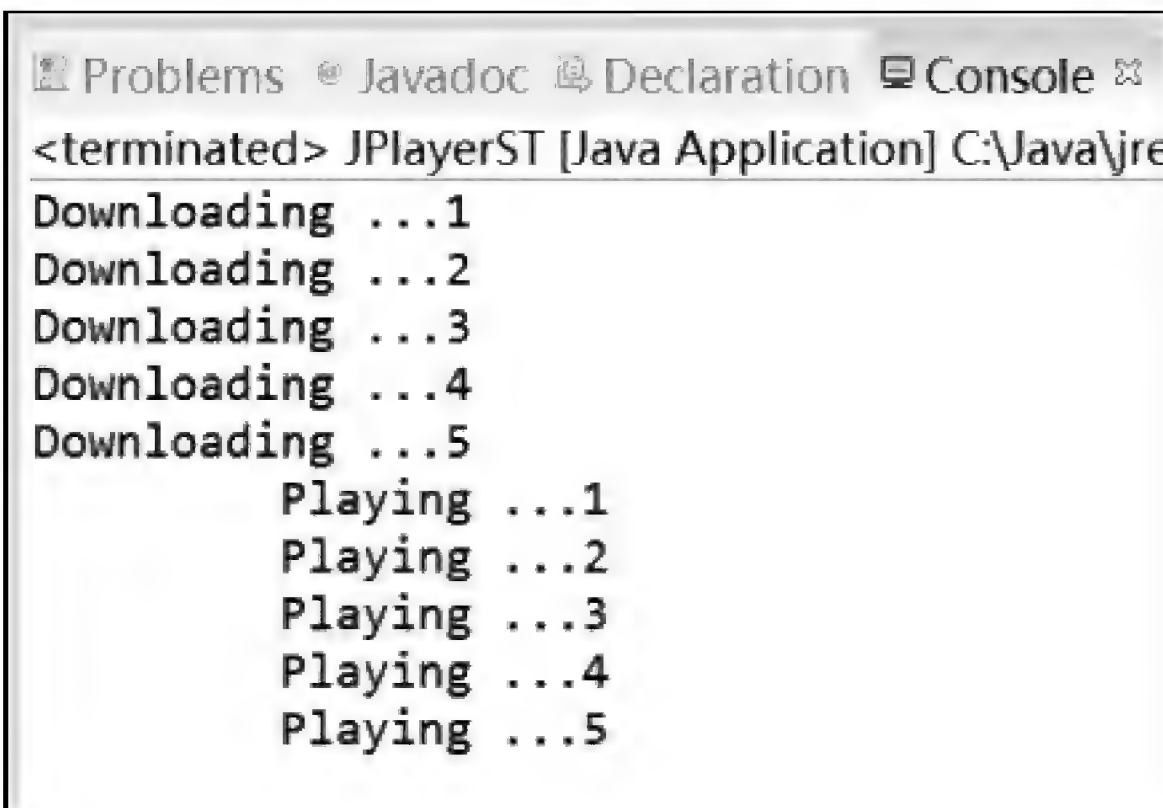 Problems @ Javadoc Declaration Console
<terminated> JPlayerST [Java Application] C:\Java\jre
Downloading ...1
Downloading ...2
Downloading ...3
Downloading ...4
Downloading ...5
Playing ...1
Playing ...2
Playing ...3
Playing ...4
Playing ...5